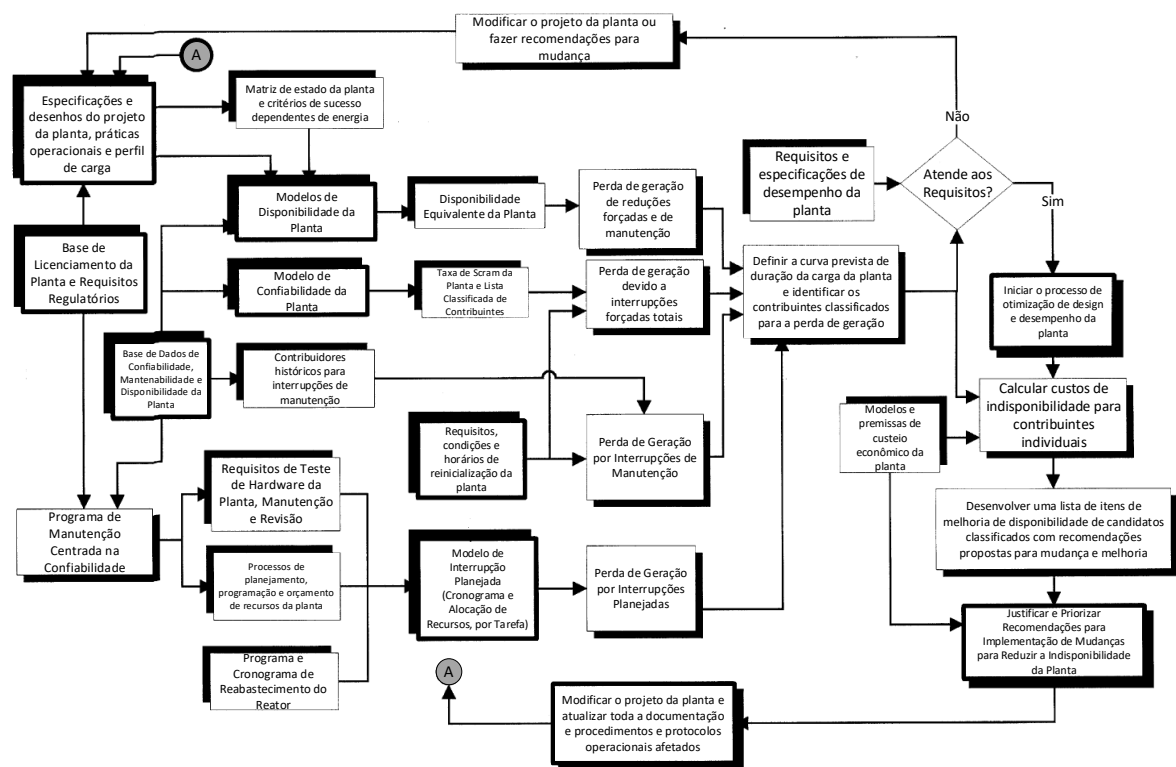 Modificar o projeto da planta ou
fazer recomendações para
mudança
A
Especificações e
desenhos do projeto
da planta, práticas
operacionais e perfil
de carga
Matriz de estado da planta
e critérios de sucesso
dependentes de energia
Não
Requisitos e
especificações de
desempenho da
planta
Atende aos
Requisitos?
Sim
Modelos de
Disponibilidade da
Planta
Disponibilidade
Equivalente da Planta
Perda de geração
de reduções
forçadas e de
manutenção
Base de
Licenciamento da
Planta e Requisitos
Regulatórios
Modelo de
Confiabilidade da
Planta
Taxa de Scram da
Planta e Lista
Classificada de
Contribuintes
Perda de geração
devido a
interrupções
forçadas totais
Definir a curva prevista de
duração da carga da planta
e identificar os
contribuintes classificados
para a perda de geração
Iniciar o processo de
otimização de design
e desempenho da
planta
Base de Dados de
Confiabilidade,
Mantenabilidade e
Disponibilidade da
Planta
Contribuidores
históricos para
interrupções de
manutenção
Calcular custos de
indisponibilidade para
contribuintes
individuais
Requisitos,
condições e
horários de
reinicialização da
planta
Perda de Geração
por Interrupções de
Manutenção
Modelos e
premissas de
custeio
econômico da
planta
Requisitos de Teste
de Hardware da
Planta, Manutenção
e Revisão
Programa de
Manutenção
Centrada na
Confiabilidade
Desenvolver uma lista de itens de
melhoria de disponibilidade de candidatos
classificados com recomendações
propostas para mudança e melhoria
Processos de
planejamento,
programação e orçamento
de recursos da planta
Modelo de
Interrupção
Planejada
(Cronograma e
Alocação de
Recursos, por Tarefa)
Perda de Geração
por Interrupções
Planejadas
Justificar e Priorizar
Recomendações para
Implementação de Mudanças
para Reduzir a Indisponibilidade
da Planta
Programa e
Cronograma de
Reabastecimento do
Reator
A
Modificar o projeto da planta e
atualizar toda a documentação
e procedimentos e protocolos
operacionais afetados